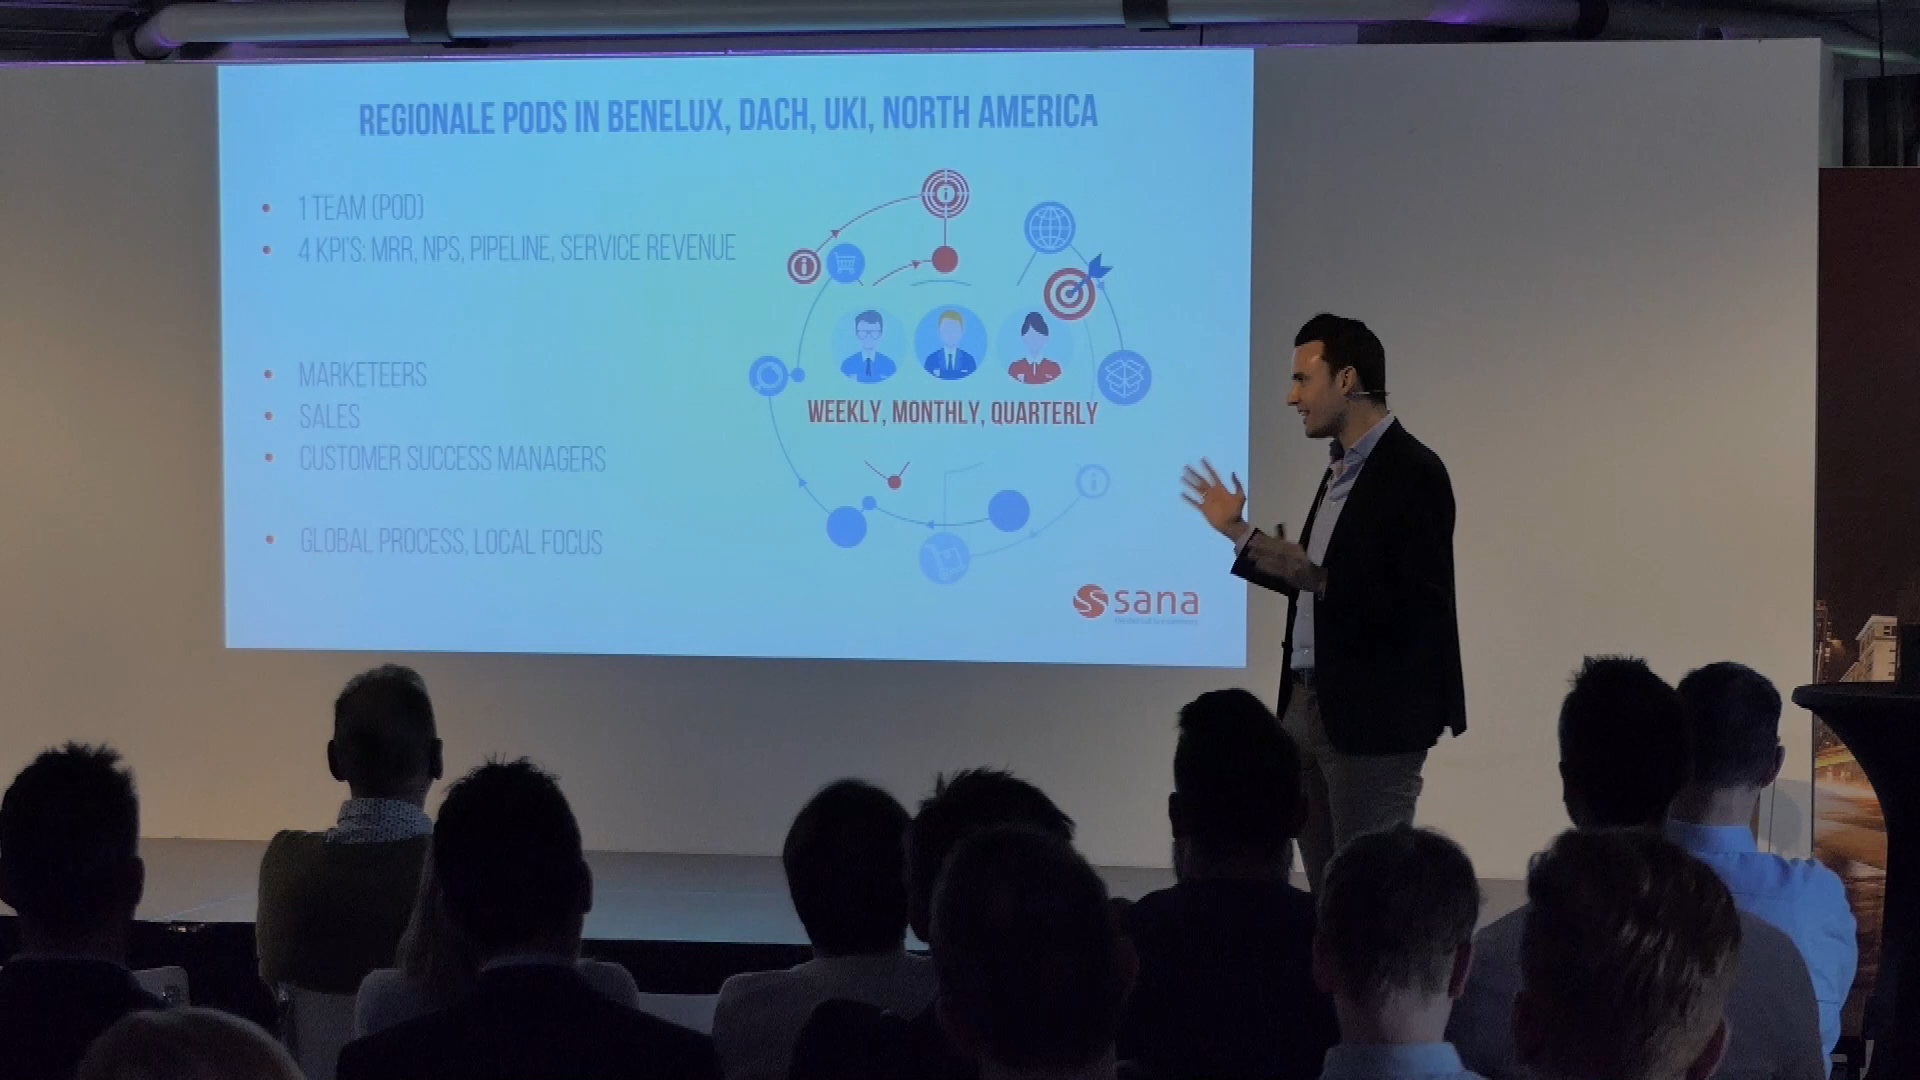 REGIONALE PODS IN BENELUX, DACH, UKI, NORTH AMERICA
• 1 TEAM (POD)
• 4 KPI'S: MRR, NPS, PIPELINE, SERVICE REVENUE
• MARKETEERS
• SALES
• CUSTOMER SUCCESS MANAGERS
• GLOBAL PROCESS, LOCAL FOCUS
WEEKLY, MONTHLY, QUARTERLY
sana